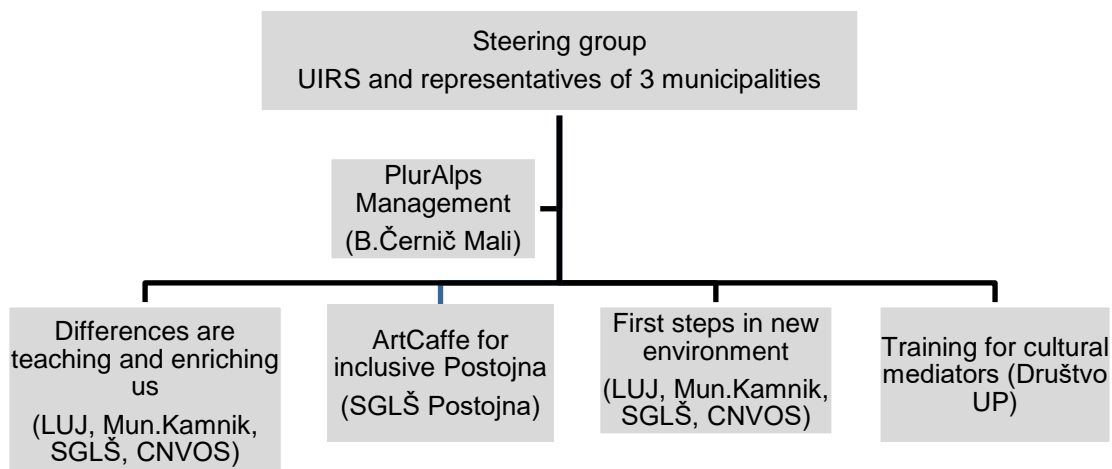 Steering group
UIRS and representatives of 3 municipalities
PlurAlps
Management
(B.Černič Mali)
Differences are
teaching and enriching
us
(LUJ, Mun.Kamnik,
SGLŠ, CNVOS)
ArtCaffe for
inclusive Postojna
(SGLŠ Postojna)
First steps in new
environment
(LUJ, Mun.Kamnik,
SGLŠ, CNVOS)
Training for cultural
mediators (Društvo
UP)